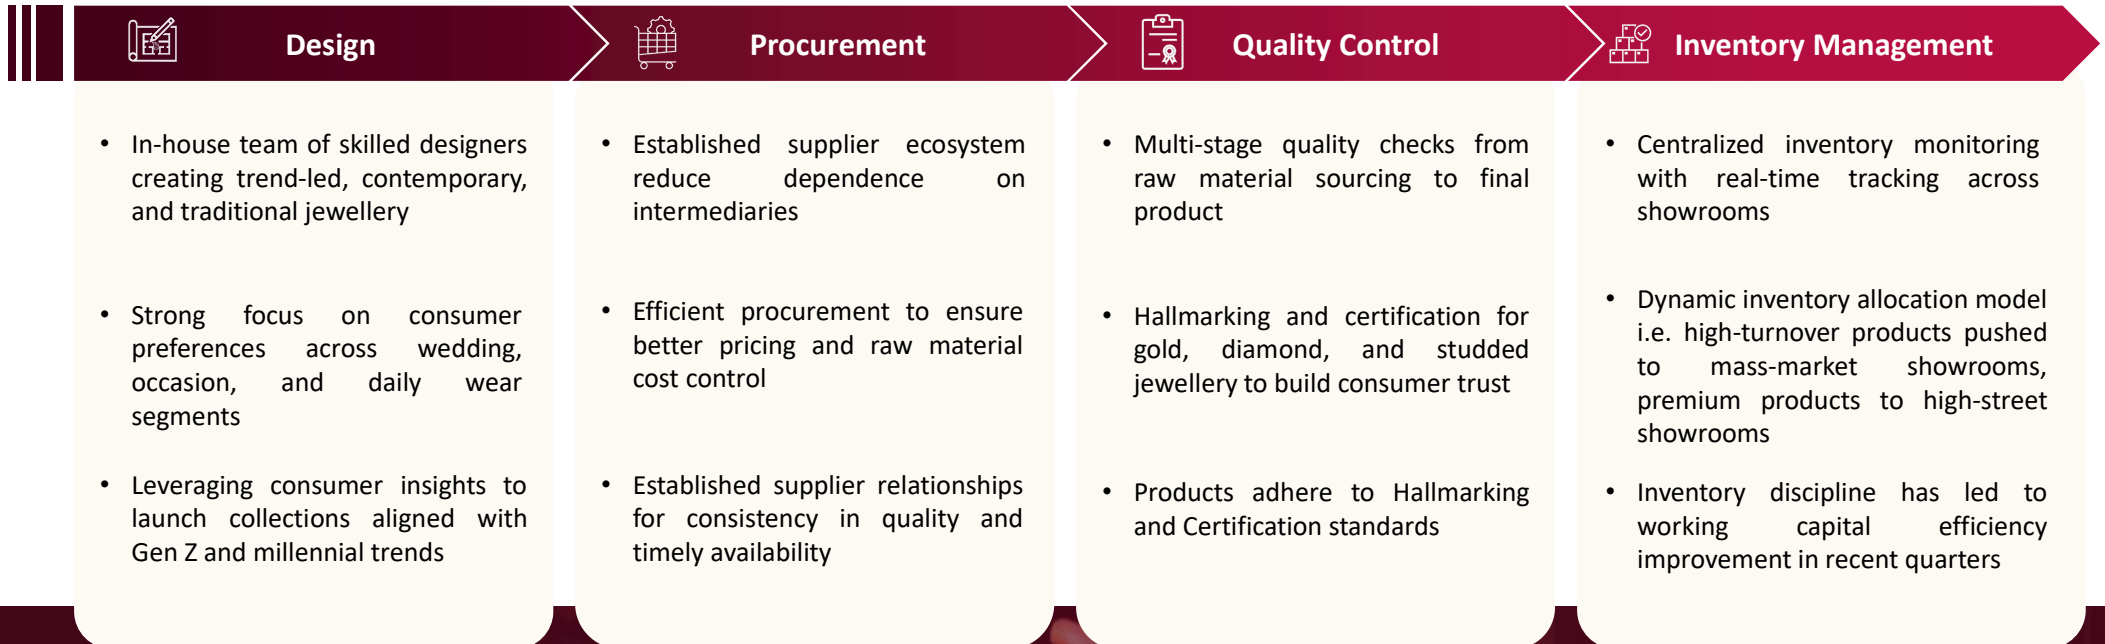 Design
Procurement
Quality Control
Inventory Management
• In-house team of skilled designers
creating trend-led, contemporary,
and traditional jewellery
• Strong focus on consumer
preferences across wedding,
occasion, and daily wear
segments
• Leveraging consumer insights to
launch collections aligned with
Gen Z and millennial trends
• Established supplier ecosystem
reduce dependence on
intermediaries
• Efficient procurement to ensure
better pricing and raw material
cost control
• Established supplier relationships
for consistency in quality and
timely availability
• Multi-stage quality checks from
raw material sourcing to final
product
• Hallmarking and certification for
gold, diamond, and studded
jewellery to build consumer trust
• Products adhere to Hallmarking
and Certification standards
• Centralized inventory monitoring
with real-time tracking across
showrooms
• Dynamic inventory allocation model
i.e. high-turnover products pushed
to mass-market showrooms,
premium products to high-street
showrooms
• Inventory discipline has led to
working capital efficiency
improvement in recent quarters